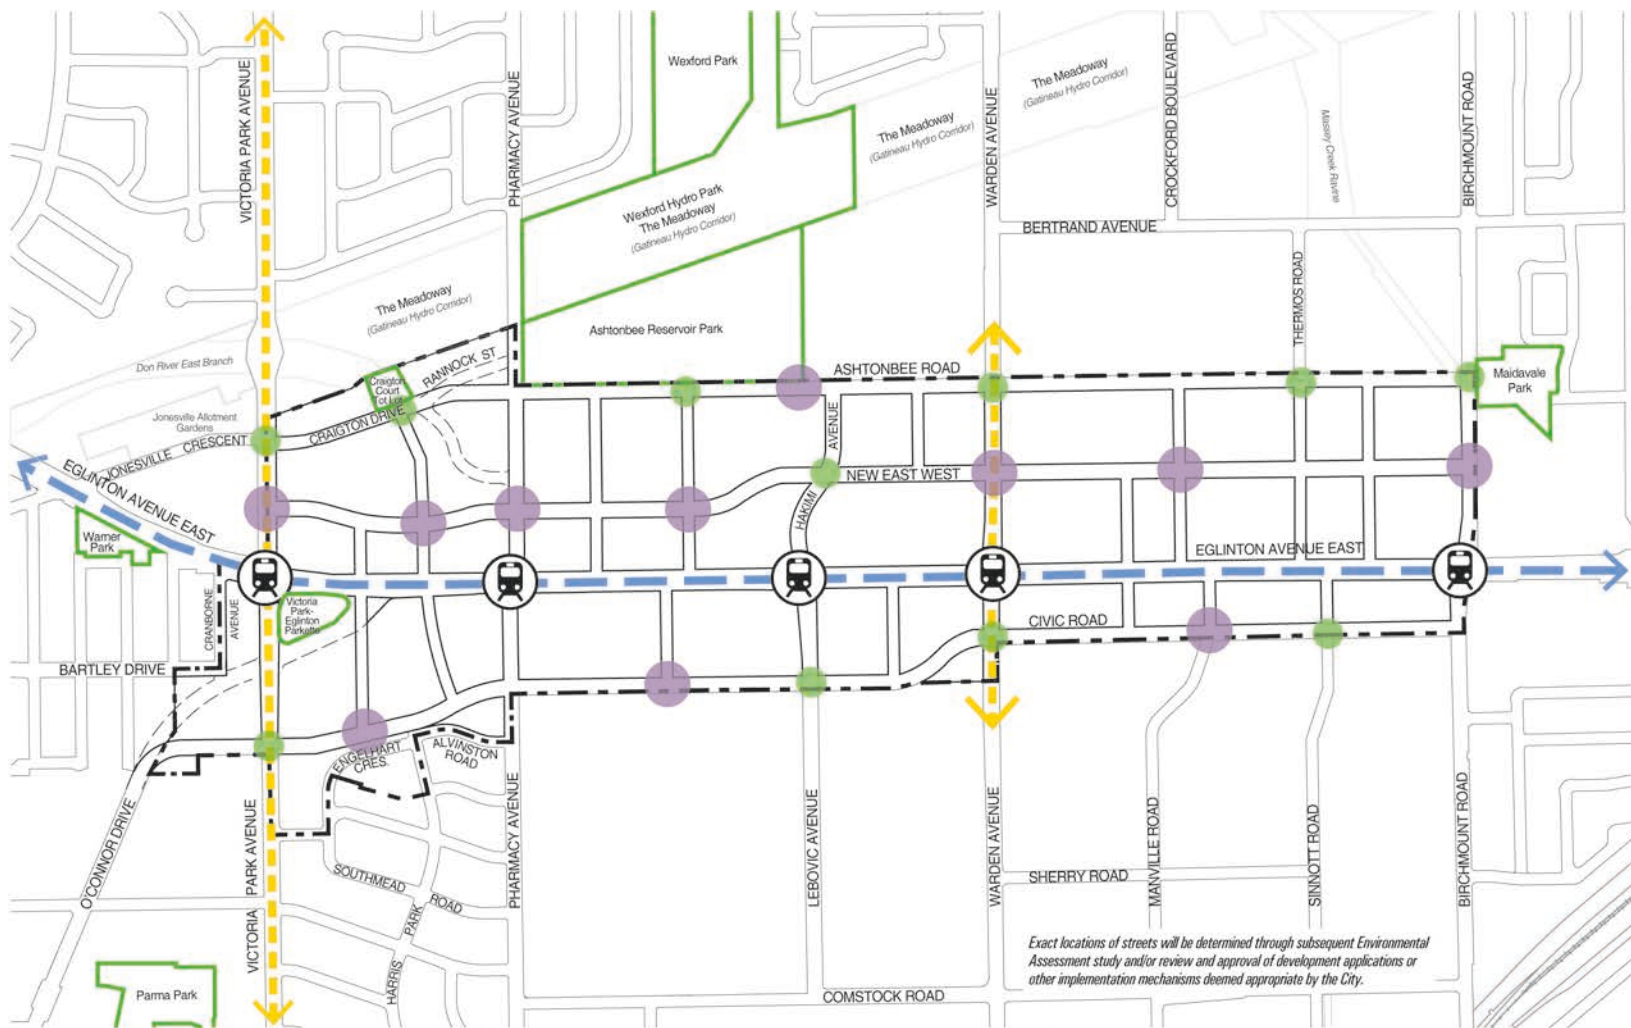 Wexford Park
The Meadoway
(Gatineau Hydro Corridor)
CROCKFORD BOULEVARD
BIRCHMOUNT ROAD
VICTORIA PARK AVENUE
PHARMACY AVENUE
The Meadoway
(Gatineau Hydro Corridor)
WARDEN AVENUE
Massey Creek Ravine
Wexford Hydro Park
The Meadoway
(Gatineau Hydro Corridor)
BERTRAND AVENUE
THERMOS ROAD
The Meadoway
(Gatineau Hydro Corridor)
Ashtonbee Reservoir Park
Don River East Branch
RANNOCK ST
ASHTONBEE ROAD
Craigton
Court
Tot Lot
Maidavale
Park
Jonesville Allotment
Gardens
CRAIGTON DRIVE
JONESVILLE CRESCENT
HAKIMI AVENUE
NEW EAST WEST
EGLINTON AVENUE EAST
Warner
Park
EGLINTON AVENUE EAST
CRANBORNE
AVENUE
Victoria
Park-
Eglinton
Parkette
CIVIC ROAD
BARTLEY DRIVE
ENGELHART
CRES.
ALVINSTON
ROAD
O'CONNOR DRIVE
VICTORIA PARK AVENUE
PHARMACY AVENUE
LEBOVIC AVENUE
WARDEN AVENUE
MANVILLE ROAD
SINNOTT ROAD
BIRCHMOUNT ROAD
SHERRY ROAD
SOUTHMEAD ROAD
HARRIS PARK
Exact locations of streets will be determined through subsequent Environmental
Assessment study and/or review and approval of development applications or
other implementation mechanisms deemed appropriate by the City.
Parma Park
COMSTOCK ROAD